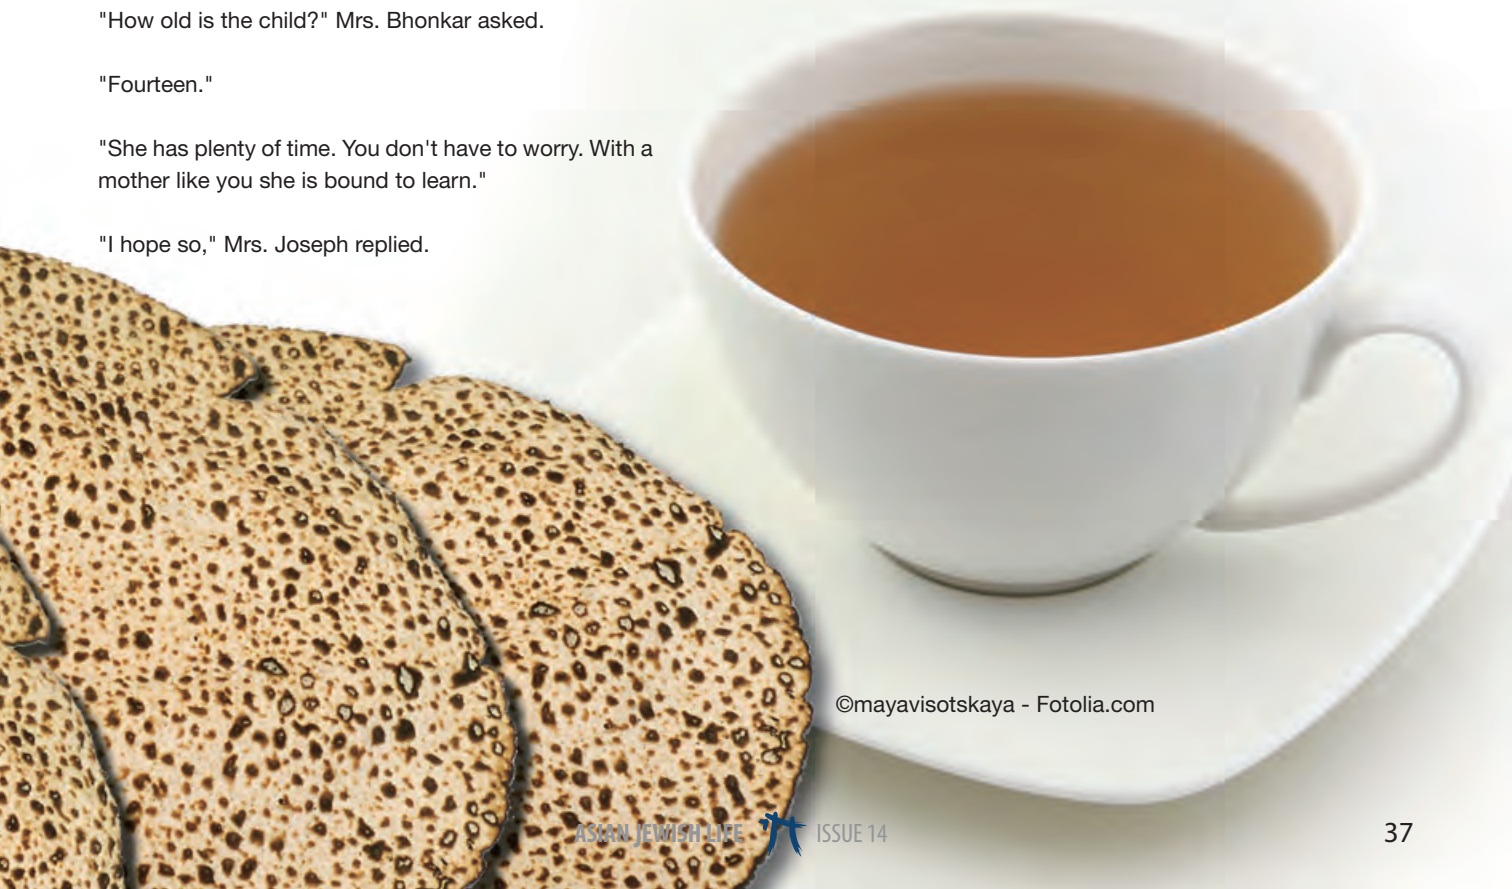 "How old is the child?" Mrs. Bhonkar asked.
"Fourteen."
"She has plenty of time. You don't have to worry. With a
mother like you she is bound to learn."
"I hope so," Mrs. Joseph replied.
©mayavisotskaya - Fotolia.com
ASIAN JEWISH LIFE ISSUE 14
37